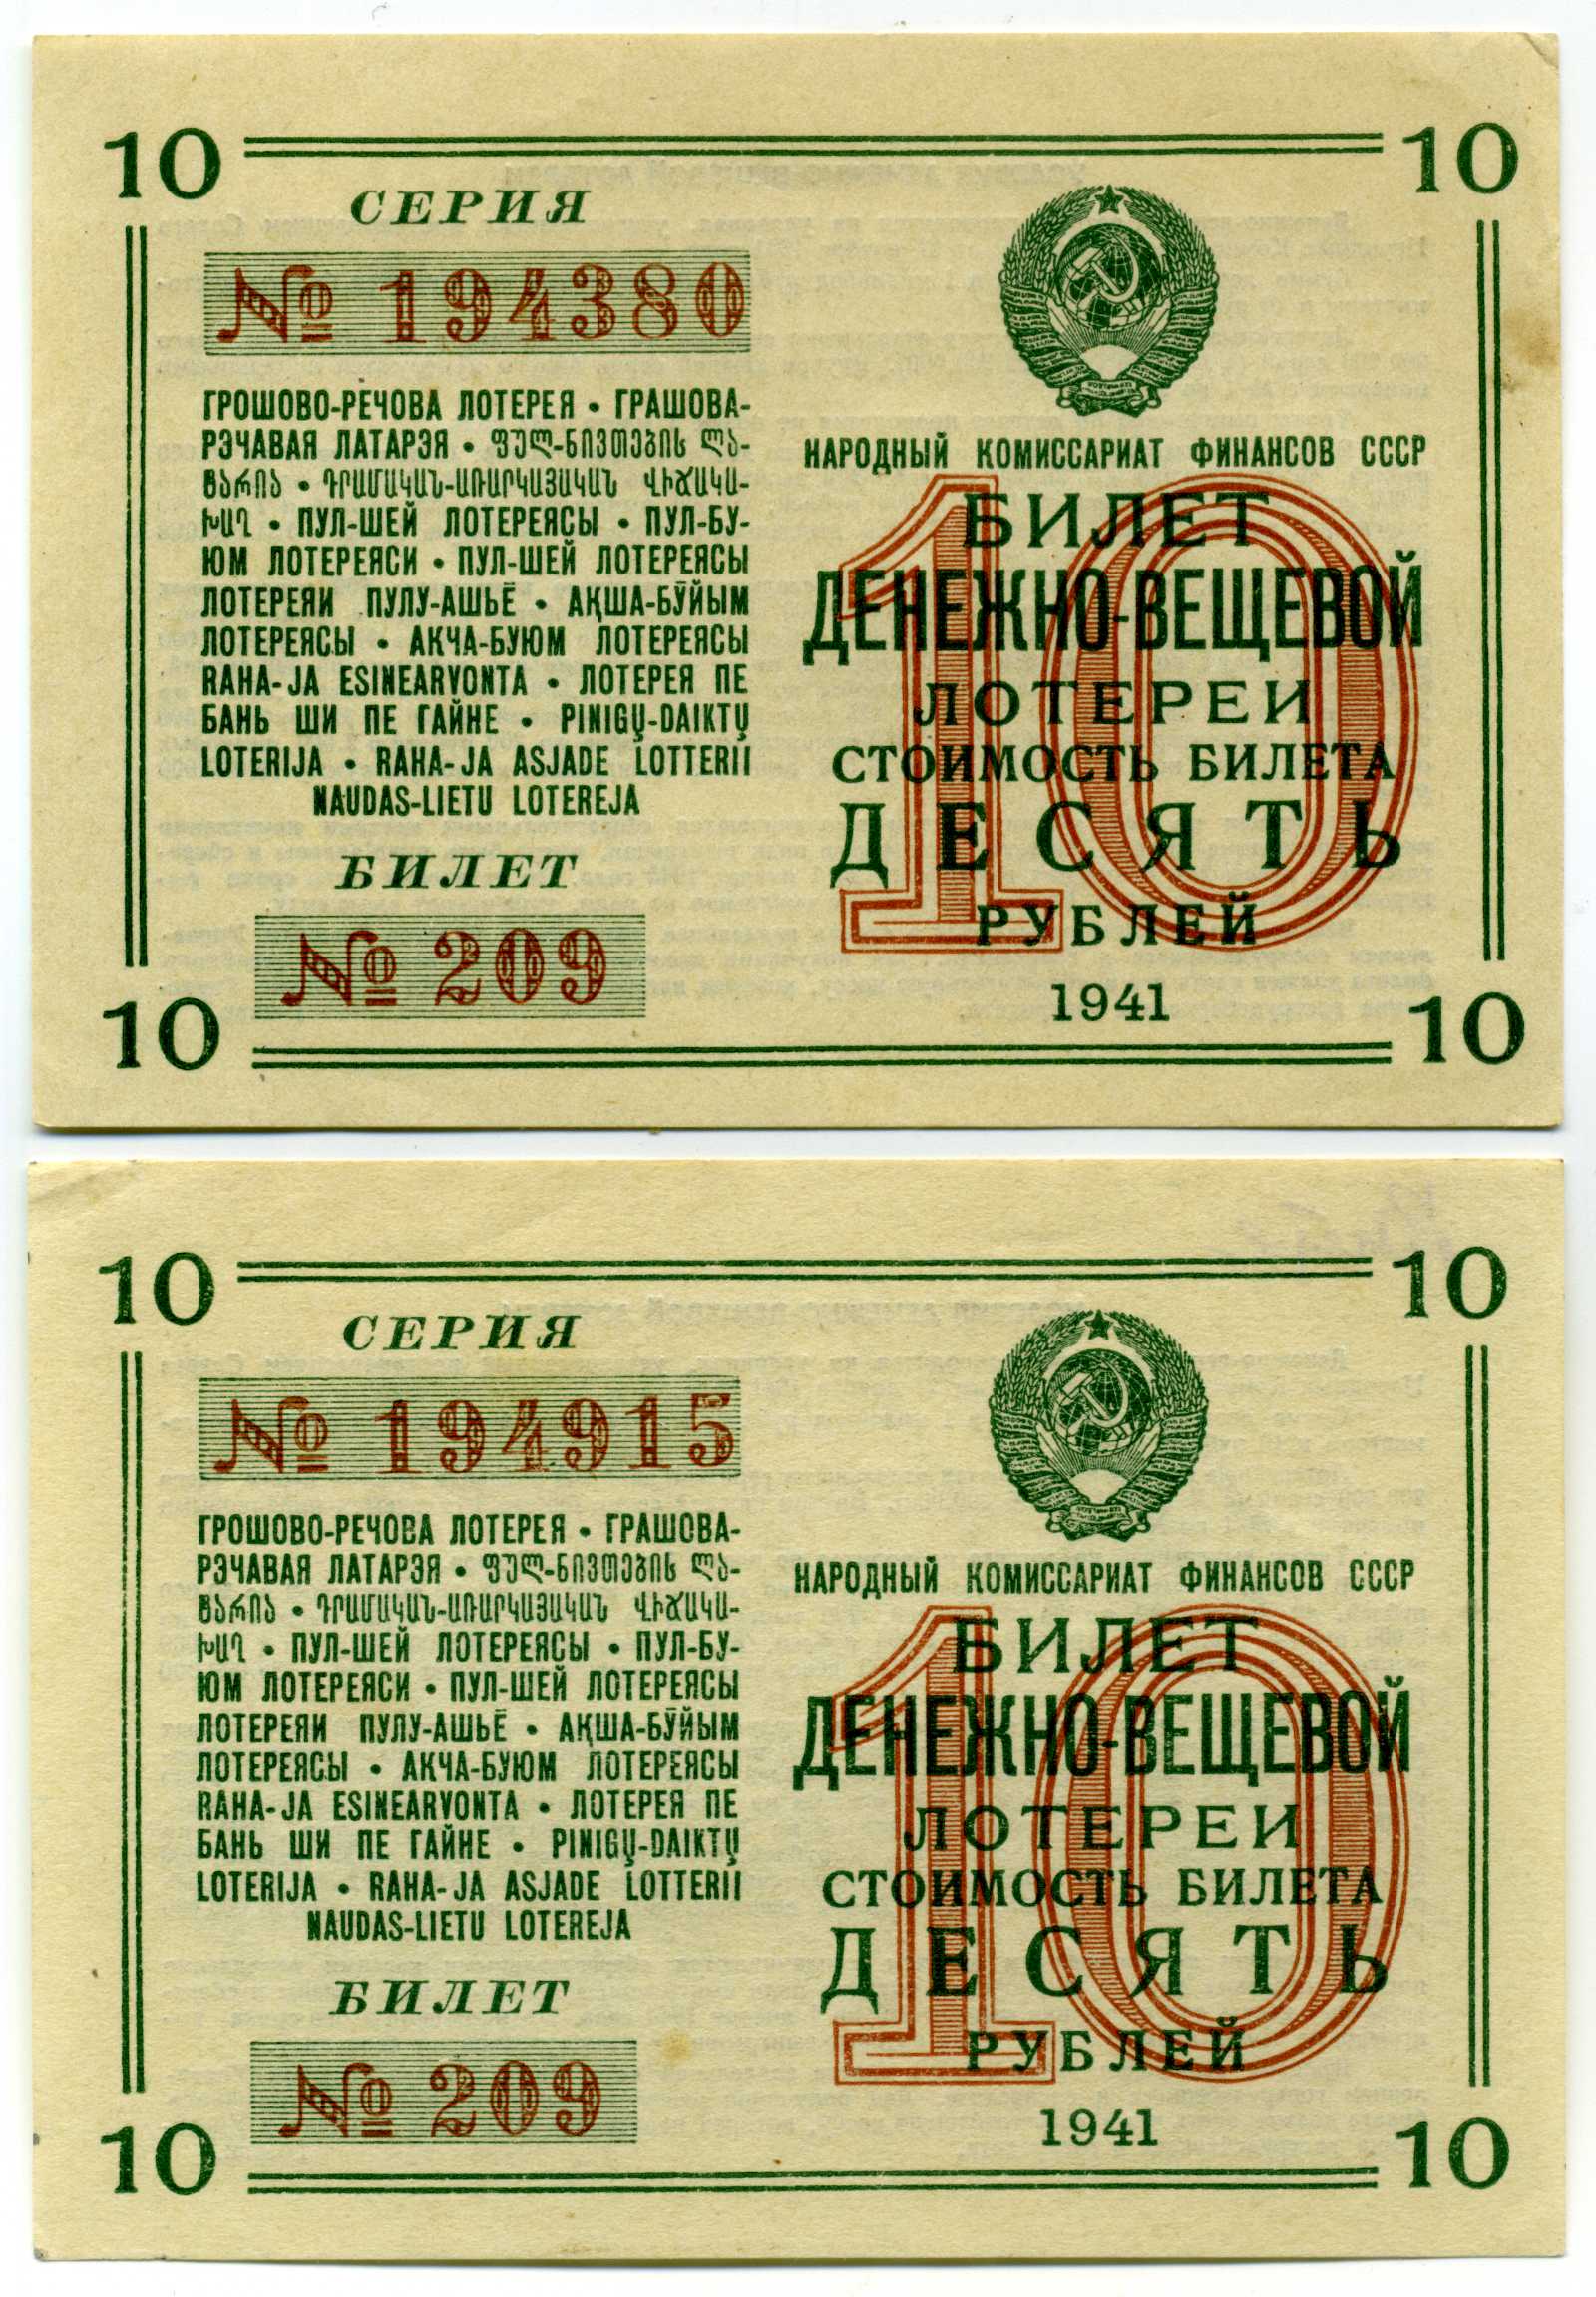 10 10
СЕРИЯ
№ 194380
ГРОШОВО-РЕЧОВА ЛОТЕРЕЯ • ГРАШОВА-
РЭЧАВАЯ ЛАТАРЭЯ • ფულ-ნივთების ლა-
ტარია • ԴՐԱՄԱԿԱՆ-ԱՌԱՐԿԱՅԱԿԱՆ ՎԻՃԱԿԱ-
ԽԱՂ • ПУЛ-ШЕЙ ЛОТЕРЕЯСЫ • ПУЛ-БУ-
ЮМ ЛОТЕРЕЯСИ • ПУЛ-ШЕЙ ЛОТЕРЕЯСЫ
ЛОТЕРЕЯИ ПУЛУ-АШЬЁ • АҚША-БҰЙЫМ
ЛОТЕРЕЯСЫ • АКЧА-БУЮМ ЛОТЕРЕЯСЫ
RAHA-JA ESINEARVONTA • ЛОТЕРЕЯ ПЕ
БАНЬ ШИ ПЕ ГАЙНЕ • PINIGŲ-DAIKTŲ
LOTERIJA • RAHA-JA ASJADE LOTTERII
NAUDAS-LIETU LOTEREJA
БИЛЕТ
№ 209
НАРОДНЫЙ КОМИССАРИАТ ФИНАНСОВ СССР
10
БИЛЕТ
ДЕНЕЖНО-ВЕЩЕВОЙ
ЛОТЕРЕИ
СТОИМОСТЬ БИЛЕТА
ДЕСЯТЬ
РУБЛЕЙ
1941
10 10
10 10
СЕРИЯ
№ 194915
ГРОШОВО-РЕЧОВА ЛОТЕРЕЯ • ГРАШОВА-
РЭЧАВАЯ ЛАТАРЭЯ • ფულ-ნივთების ლა-
ტარია • ԴՐԱՄԱԿԱՆ-ԱՌԱՐԿԱՅԱԿԱՆ ՎԻՃԱԿԱ-
ԽԱՂ • ПУЛ-ШЕЙ ЛОТЕРЕЯСЫ • ПУЛ-БУ-
ЮМ ЛОТЕРЕЯСИ • ПУЛ-ШЕЙ ЛОТЕРЕЯСЫ
ЛОТЕРЕЯИ ПУЛУ-АШЬЁ • АҚША-БҰЙЫМ
ЛОТЕРЕЯСЫ • АКЧА-БУЮМ ЛОТЕРЕЯСЫ
RAHA-JA ESINEARVONTA • ЛОТЕРЕЯ ПЕ
БАНЬ ШИ ПЕ ГАЙНЕ • PINIGŲ-DAIKTŲ
LOTERIJA • RAHA-JA ASJADE LOTTERII
NAUDAS-LIETU LOTEREJA
БИЛЕТ
№ 209
НАРОДНЫЙ КОМИССАРИАТ ФИНАНСОВ СССР
10
БИЛЕТ
ДЕНЕЖНО-ВЕЩЕВОЙ
ЛОТЕРЕИ
СТОИМОСТЬ БИЛЕТА
ДЕСЯТЬ
РУБЛЕЙ
1941
10 10